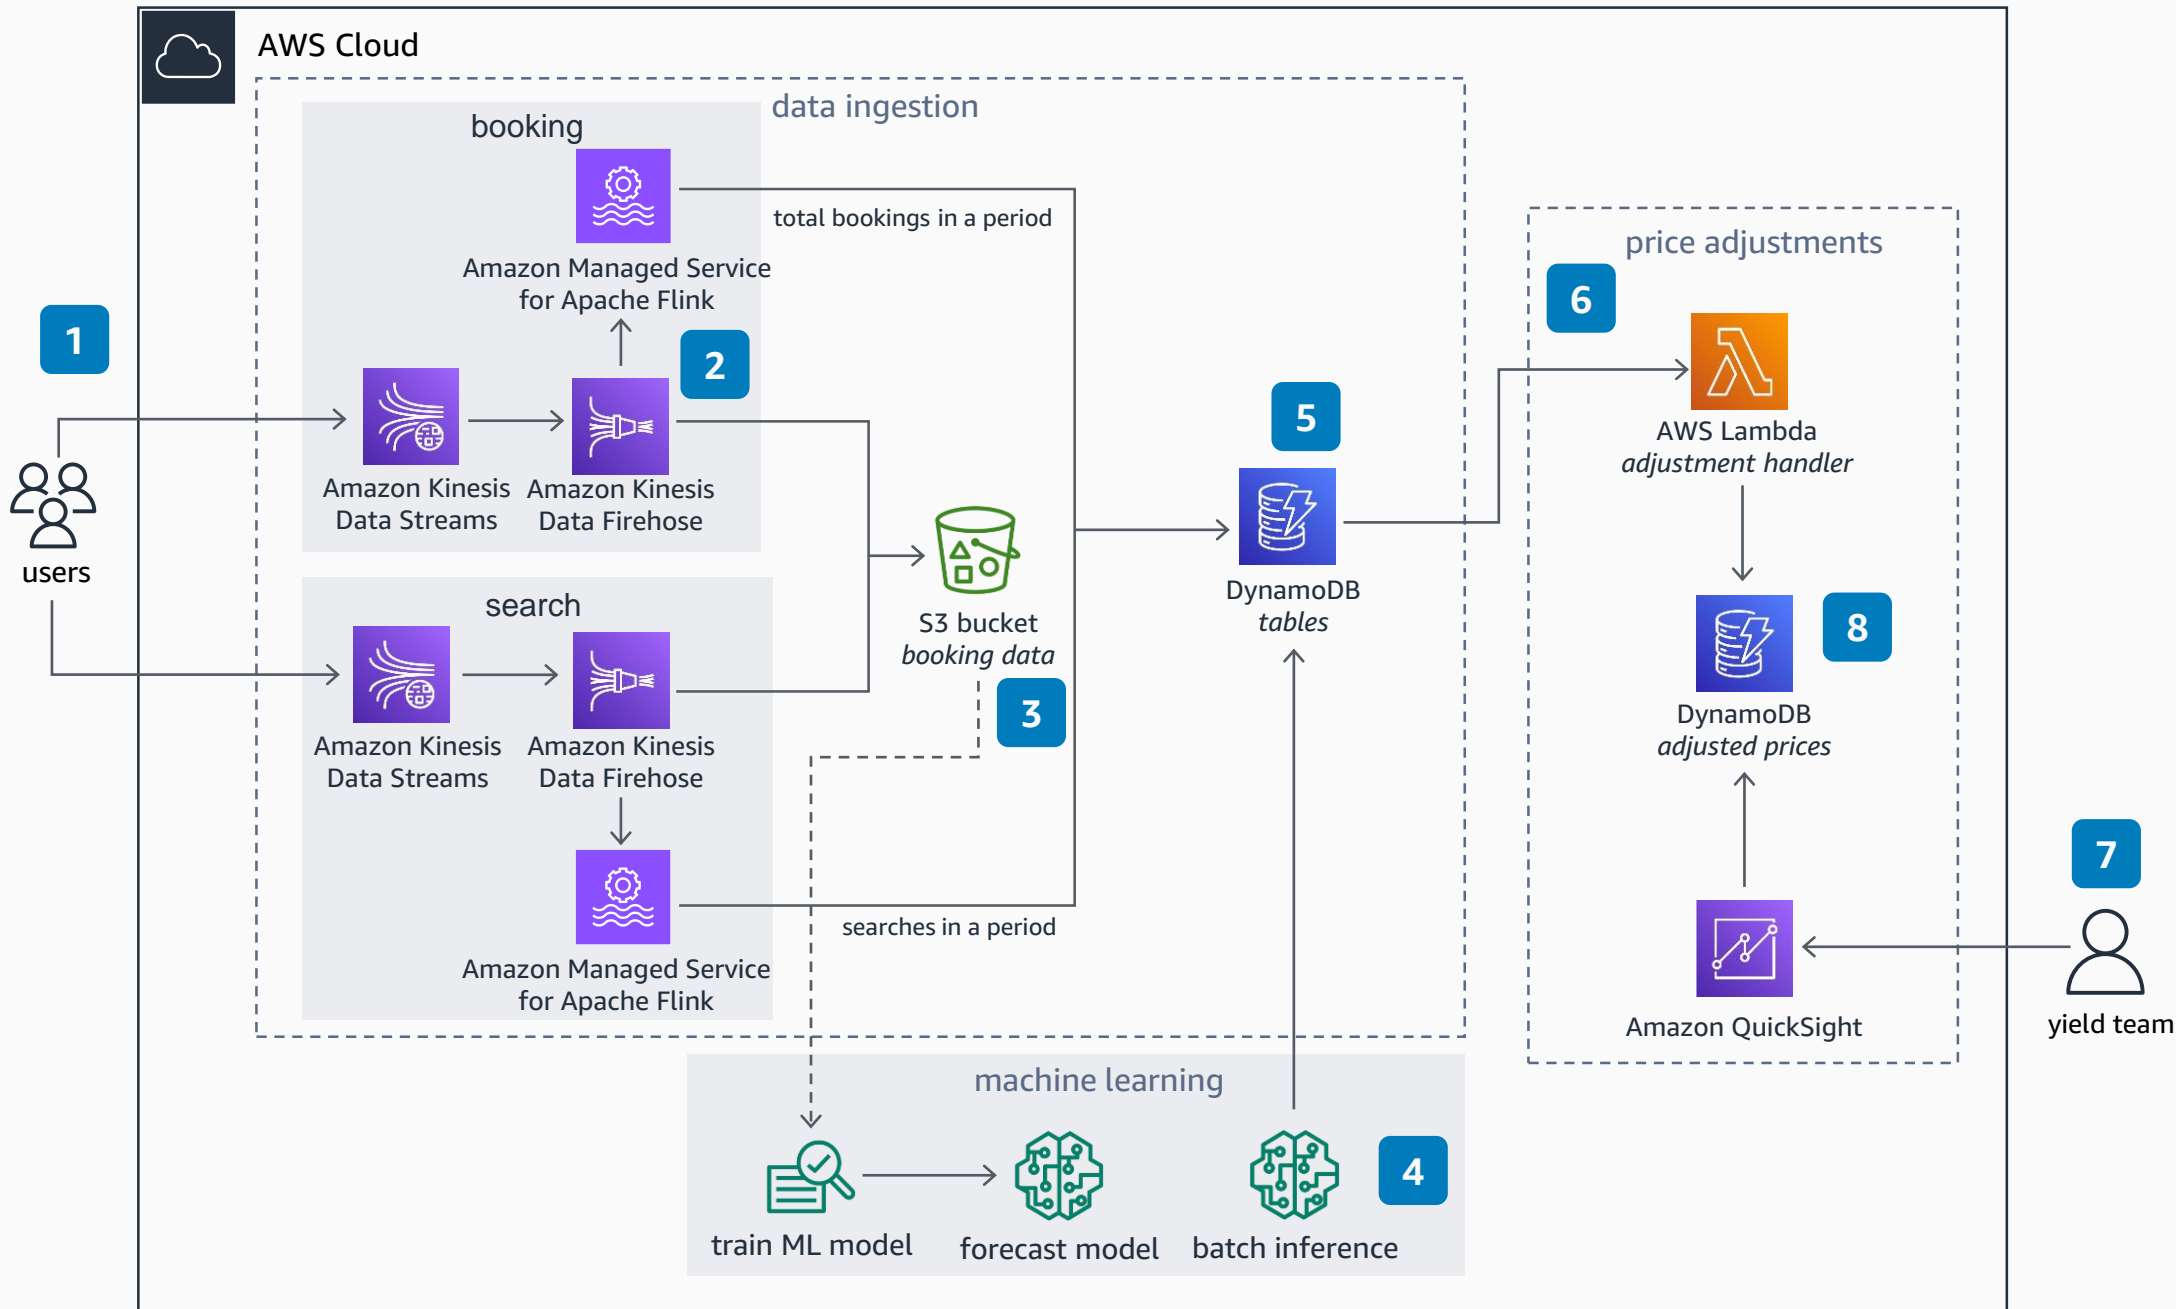 AWS Cloud
data ingestion
booking
Amazon Managed Service
for Apache Flink
total bookings in a period
1
2
Amazon Kinesis
Data Streams
Amazon Kinesis
Data Firehose
users
search
Amazon Kinesis
Data Streams
Amazon Kinesis
Data Firehose
Amazon Managed Service
for Apache Flink
searches in a period
S3 bucket
booking data
3
5
DynamoDB
tables
machine learning
train ML model
forecast model
batch inference
4
price adjustments
6
AWS Lambda
adjustment handler
8
DynamoDB
adjusted prices
Amazon QuickSight
7
yield team